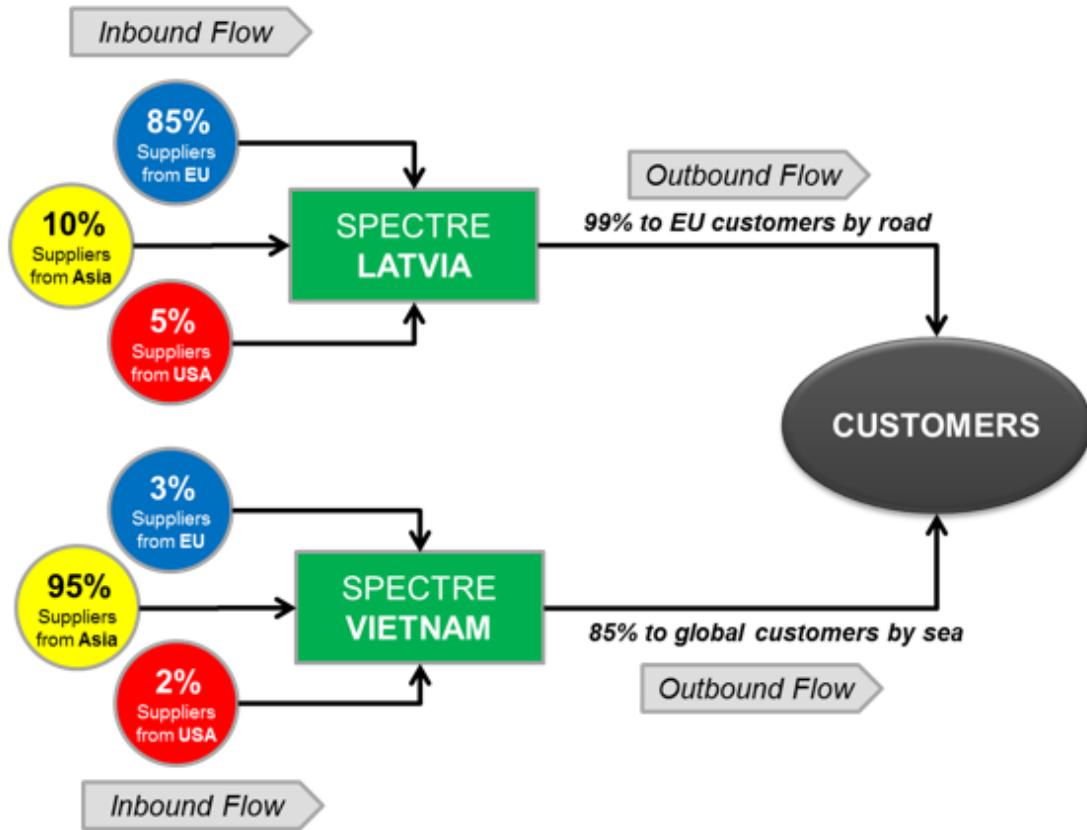 Inbound Flow
85%
Suppliers
from EU
10%
Suppliers
from Asia
5%
Suppliers
from USA
SPECTRE
LATVIA
Outbound Flow
99% to EU customers by road
CUSTOMERS
3%
Suppliers
from EU
95%
Suppliers
from Asia
2%
Suppliers
from USA
SPECTRE
VIETNAM
85% to global customers by sea
Outbound Flow
Inbound Flow